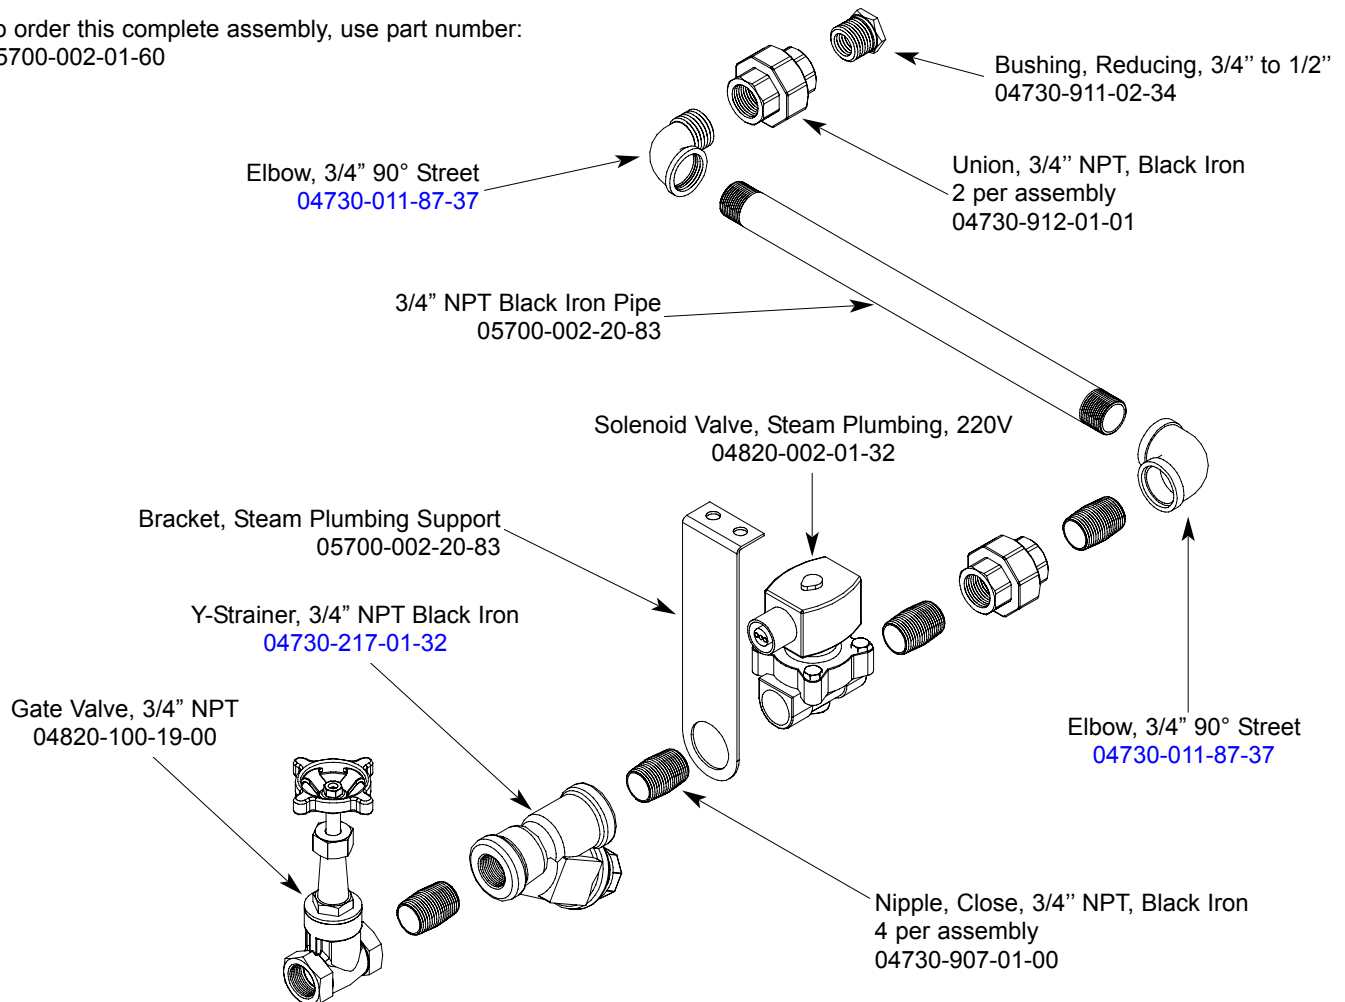 o order this complete assembly, use part number:
5700-002-01-60
Bushing, Reducing, 3/4’’ to 1/2’’
04730-911-02-34
Union, 3/4’’ NPT, Black Iron
2 per assembly
04730-912-01-01
Elbow, 3/4” 90° Street
04730-011-87-37
3/4” NPT Black Iron Pipe
05700-002-20-83
Solenoid Valve, Steam Plumbing, 220V
04820-002-01-32
Bracket, Steam Plumbing Support
05700-002-20-83
Y-Strainer, 3/4” NPT Black Iron
04730-217-01-32
Gate Valve, 3/4” NPT
04820-100-19-00
Elbow, 3/4” 90° Street
04730-011-87-37
Nipple, Close, 3/4’’ NPT, Black Iron
4 per assembly
04730-907-01-00